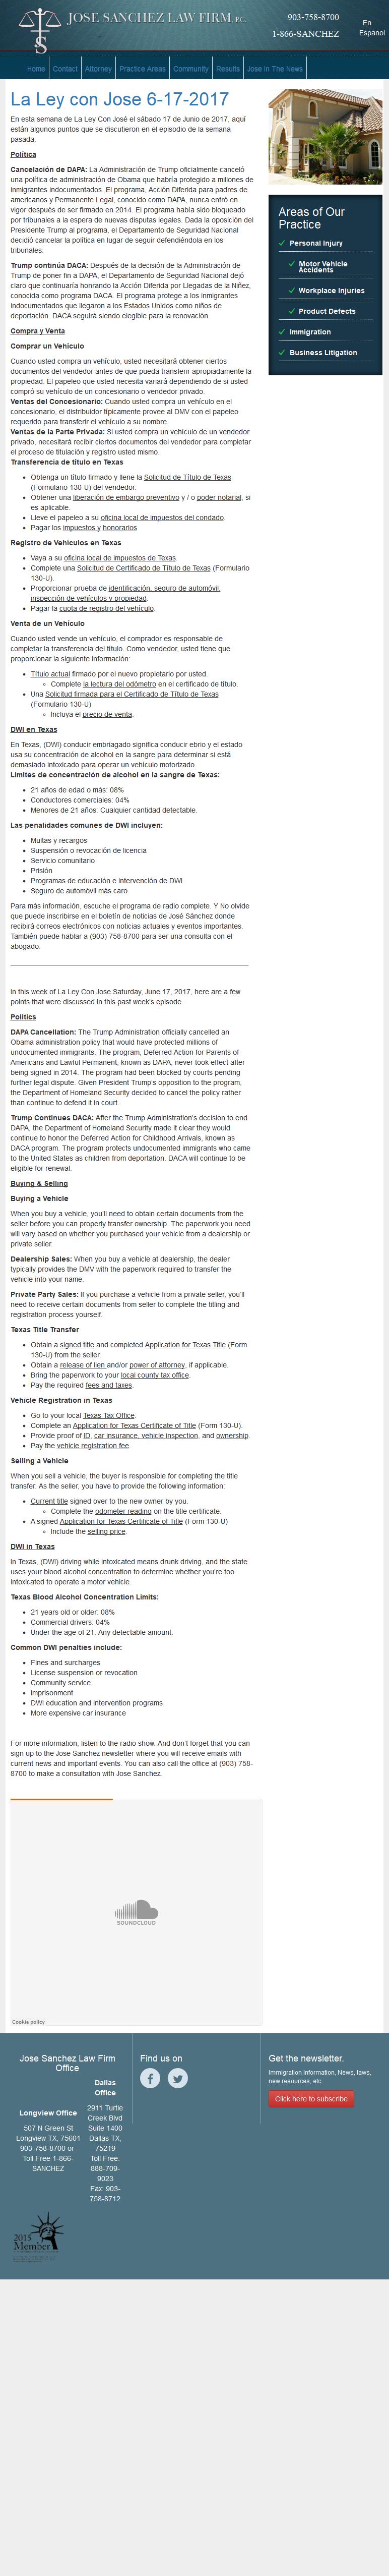 JOSE SANCHEZ LAW FIRM, P.C.
903-758-8700
1-866-SANCHEZ
En
Espanol
Home
Contact
Attorney
Practice Areas
Community
Results
Jose In The News
La Ley con Jose 6-17-2017
En esta semana de La Ley Con José el sábado 17 de Junio de 2017, aquí
están algunos puntos que se discutieron en el episodio de la semana
pasada.
Política
Cancelación de DAPA: La Administración de Trump oficialmente canceló
una política de administración de Obama que habría protegido a millones de
inmigrantes indocumentados. El programa, Acción Diferida para padres de
americanos y Permanente Legal, conocido como DAPA, nunca entró en
vigor después de ser firmado en 2014. El programa había sido bloqueado
por tribunales a la espera de nuevas disputas legales. Dada la oposición del
Presidente Trump al programa, el Departamento de Seguridad Nacional
decidió cancelar la política en lugar de seguir defendiéndola en los
tribunales.
Trump continúa DACA: Después de la decisión de la Administración de
Trump de poner fin a DAPA, el Departamento de Seguridad Nacional dejó
claro que continuaría honrando la Acción Diferida por Llegadas de la Niñez,
conocida como programa DACA. El programa protege a los inmigrantes
indocumentados que llegaron a los Estados Unidos como niños de
deportación. DACA seguirá siendo elegible para la renovación.
Compra y Venta
Comprar un Vehículo
Cuando usted compra un vehículo, usted necesitará obtener ciertos
documentos del vendedor antes de que pueda transferir apropiadamente la
propiedad. El papeleo que usted necesita variará dependiendo de si usted
compró su vehículo de un concesionario o vendedor privado.
Ventas del Concesionario: Cuando usted compra un vehículo en el
concesionario, el distribuidor típicamente provee al DMV con el papeleo
requerido para transferir el vehículo a su nombre.
Ventas de la Parte Privada: Si usted compra un vehículo de un vendedor
privado, necesitará recibir ciertos documentos del vendedor para completar
el proceso de titulación y registro usted mismo.
Transferencia de título en Texas
Obtenga un título firmado y llene la Solicitud de Título de Texas
(Formulario 130-U) del vendedor.
Obtener una liberación de embargo preventivo y / o poder notarial, si
es aplicable.
Lleve el papeleo a su oficina local de impuestos del condado.
Pagar los impuestos y honorarios
Registro de Vehículos en Texas
Vaya a su oficina local de impuestos de Texas.
Complete una Solicitud de Certificado de Título de Texas (Formulario
130-U).
Proporcionar prueba de identificación, seguro de automóvil,
inspección de vehículos y propiedad.
Pagar la cuota de registro del vehículo.
Venta de un Vehículo
Cuando usted vende un vehículo, el comprador es responsable de
completar la transferencia del título. Como vendedor, usted tiene que
proporcionar la siguiente información:
Título actual firmado por el nuevo propietario por usted.
Complete la lectura del odómetro en el certificado de título.
Una Solicitud firmada para el Certificado de Título de Texas
(Formulario 130-U)
Incluya el precio de venta.
DWI en Texas
En Texas, (DWI) conducir embriagado significa conducir ebrio y el estado
usa su concentración de alcohol en la sangre para determinar si está
demasiado intoxicado para operar un vehículo motorizado.
Límites de concentración de alcohol en la sangre de Texas:
21 años de edad o más: 08%
Conductores comerciales: 04%
Menores de 21 años: Cualquier cantidad detectable.
Las penalidades comunes de DWI incluyen:
Multas y recargos
Suspensión o revocación de licencia
Servicio comunitario
Prisión
Programas de educación e intervención de DWI
Seguro de automóvil más caro
Para más información, escuche el programa de radio completo. Y No olvide
que puede inscribirse en el boletín de noticias de José Sánchez donde
recibirá correos electrónicos con noticias actuales y eventos importantes.
También puede hablar a (903) 758-8700 para ser una consulta con el
abogado.
In this week of La Ley Con Jose Saturday, June 17, 2017, here are a few
points that were discussed in this past week's episode.
Politics
DAPA Cancellation: The Trump Administration officially cancelled an
Obama administration policy that would have protected millions of
undocumented immigrants. The program, Deferred Action for Parents of
Americans and Lawful Permanent, known as DAPA, never took effect after
being signed in 2014. The program had been blocked by courts pending
further legal dispute. Given President Trump's opposition to the program,
the Department of Homeland Security decided to cancel the policy rather
than continue to defend it in court.
Trump Continues DACA: After the Trump Administration's decision to end
DAPA, the Department of Homeland Security made it clear they would
continue to honor the Deferred Action for Childhood Arrivals, known as
DACA program. The program protects undocumented immigrants who came
to the United States as children from deportation. DACA will continue to be
eligible for renewal.
Buying & Selling
Buying a Vehicle
When you buy a vehicle, you'll need to obtain certain documents from the
seller before you can properly transfer ownership. The paperwork you need
will vary based on whether you purchased your vehicle from a dealership or
private seller.
Dealership Sales: When you buy a vehicle at dealership, the dealer
typically provides the DMV with the paperwork required to transfer the
vehicle into your name.
Private Party Sales: If you purchase a vehicle from a private seller, you'll
need to receive certain documents from seller to complete the titling and
registration process yourself.
Texas Title Transfer
Obtain a signed title and completed Application for Texas Title (Form
130-U) from the seller.
Obtain a release of lien and/or power of attorney, if applicable.
Bring the paperwork to your local county tax office.
Pay the required fees and taxes.
Vehicle Registration in Texas
Go to your local Texas Tax Office.
Complete an Application for Texas Certificate of Title (Form 130-U).
Provide proof of ID, car insurance, vehicle inspection, and ownership.
Pay the vehicle registration fee.
Selling a Vehicle
When you sell a vehicle, the buyer is responsible for completing the title
transfer. As the seller, you have to provide the following information:
Current title signed over to the new owner by you.
Complete the odometer reading on the title certificate.
A signed Application for Texas Certificate of Title (Form 130-U)
Include the selling price.
DWI in Texas
In Texas, (DWI) driving while intoxicated means drunk driving, and the state
uses your blood alcohol concentration to determine whether you're too
intoxicated to operate a motor vehicle.
Texas Blood Alcohol Concentration Limits:
21 years old or older: 08%
Commercial drivers: 04%
Under the age of 21: Any detectable amount.
Common DWI penalties include:
Fines and surcharges
License suspension or revocation
Community service
Imprisonment
DWI education and intervention programs
More expensive car insurance
For more information, listen to the radio show. And don't forget that you can
sign up to the Jose Sanchez newsletter where you will receive emails with
current news and important events. You can also call the office at (903) 758-
8700 to make a consultation with Jose Sanchez.
SOUNDCLOUD
Cookie policy
Areas of Our
Practice
Personal Injury
Motor Vehicle
Accidents
Workplace Injuries
Product Defects
Immigration
Business Litigation
Jose Sanchez Law Firm
Office
Longview Office
507 N Green St
Longview TX, 75601
903-758-8700 or
Toll Free 1-866-
SANCHEZ
Dallas
Office
2911 Turtle
Creek Blvd
Suite 1400
Dallas TX,
75219
Toll Free:
888-709-
9023
Fax: 903-
758-8712
2015
Member
Find us on
Get the newsletter.
Immigration Information, News, laws,
new resources, etc
Click here to subscribe